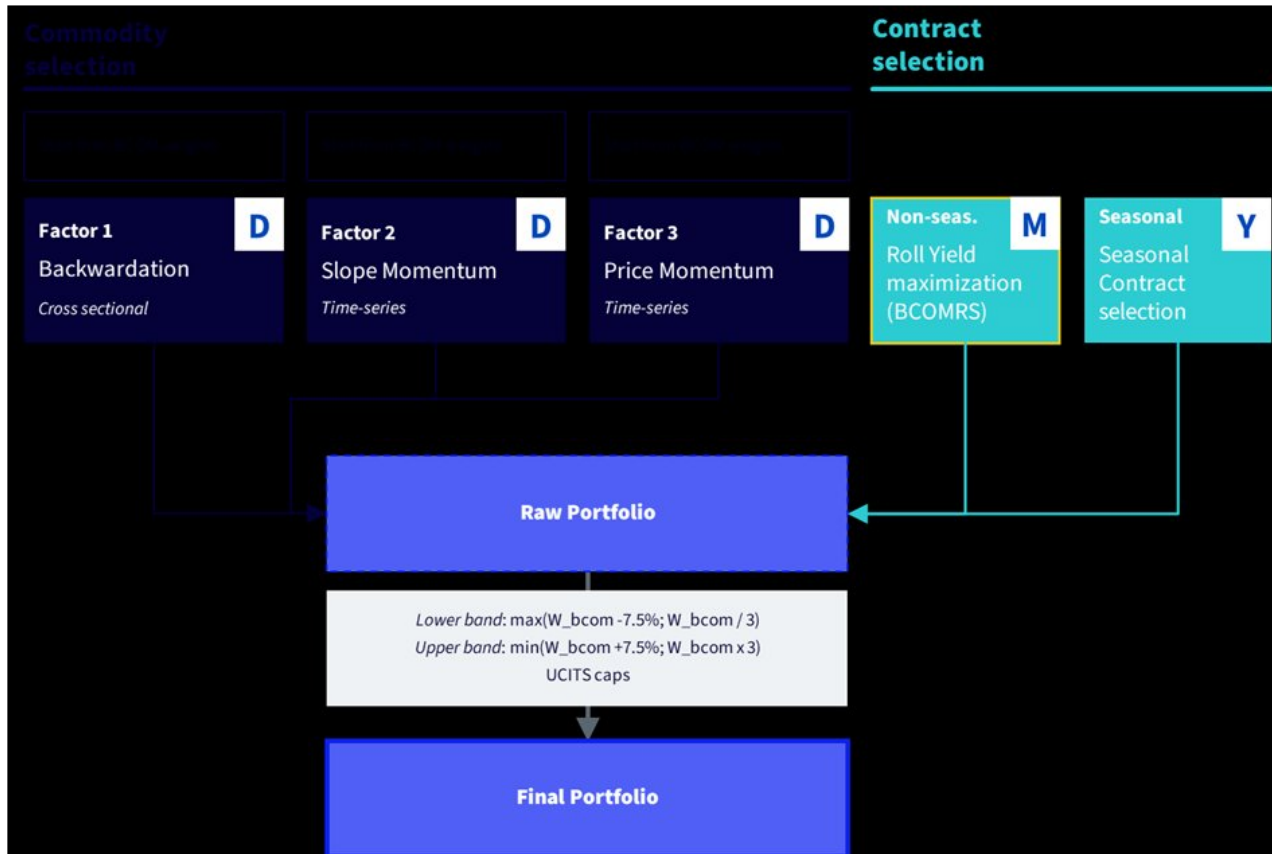 Commodity
selection
Contract
selection
Factor 1
D
Backwardation
Cross sectional
Factor 2
D
Slope Momentum
Time-series
Factor 3
D
Price Momentum
Time-series
Non-seas.
M
Roll Yield
maximization
(BCOMRS)
Seasonal
Y
Seasonal
Contract
selection
Raw Portfolio
Lower band: max(W_bcom -7.5%; W_bcom / 3)
Upper band: min(W_bcom +7.5%; W_bcom x 3)
UCITS caps
Final Portfolio